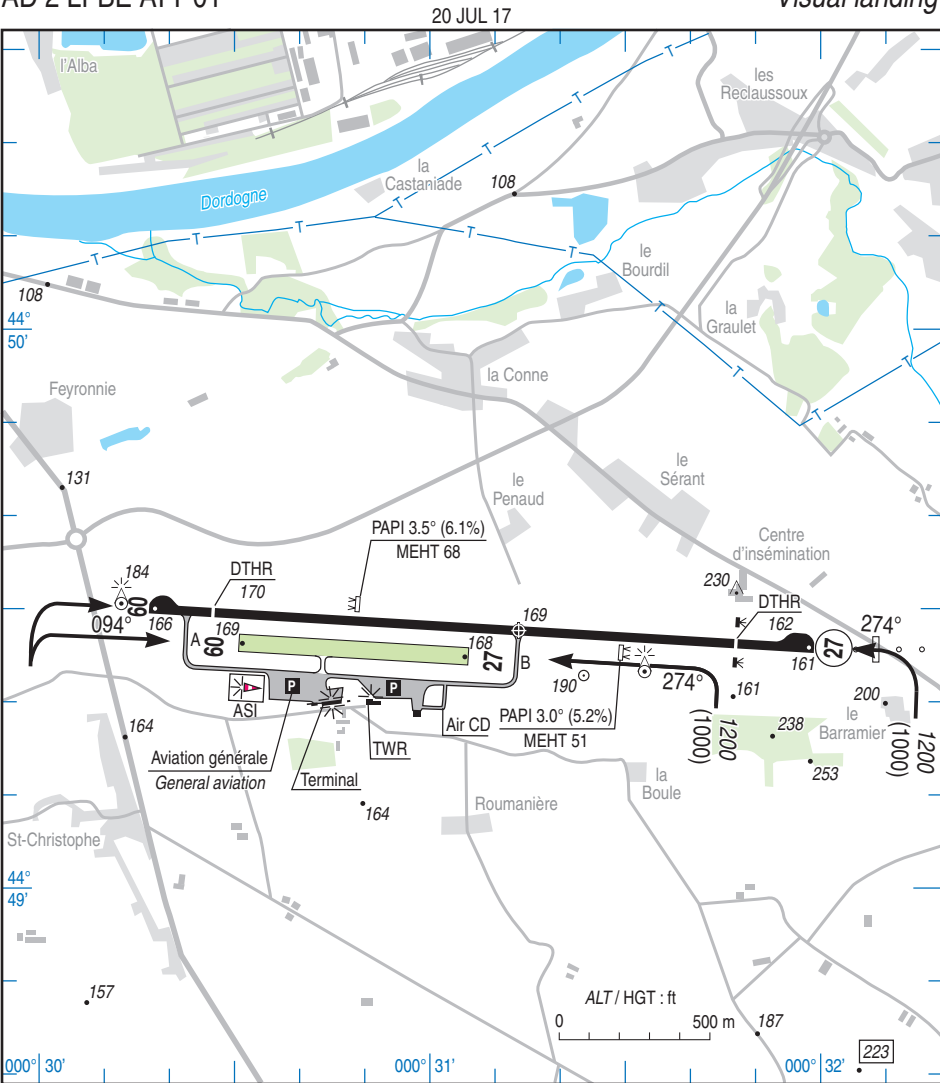 AD 2 LFBE ATT 01
Visual landing
20 JUL 17
l'Alba
les
Reclaussoux
la
Castaniade
108
Dordogne
T T T T T T T T T T T
le
Bourdil
108
la
Graulet
44°
50'
la Conne
Feyronnie
le
Sérant
131
le
Penaud
PAPI 3.5° (6.1%)
MEHT 68
Centre
d'insémination
184
DTHR
170
230
DTHR
162
09
094°
166
A
169
09
169
168
27
B
161
27
274°
190
274°
161
200
P
P
ASI
Air CD
PAPI 3.0° (5.2%)
MEHT 51
1200
(1000)
238
le
Barramier
1200
(1000)
164
TWR
Aviation générale
General aviation
Terminal
253
la
Boule
164
Roumanière
St-Christophe
44°
49'
157
ALT / HGT : ft
0 500 m
187
223
000° 30' 000° 31' 000° 32'